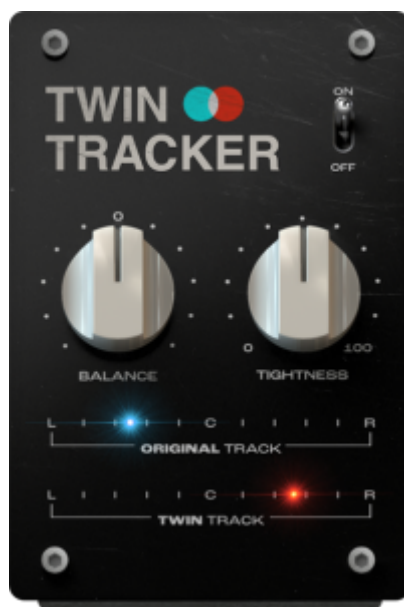 TWIN
TRACKER
ON
OFF
0
0 100
BALANCE TIGHTNESS
L C R
ORIGINAL TRACK
L C R
TWIN TRACK